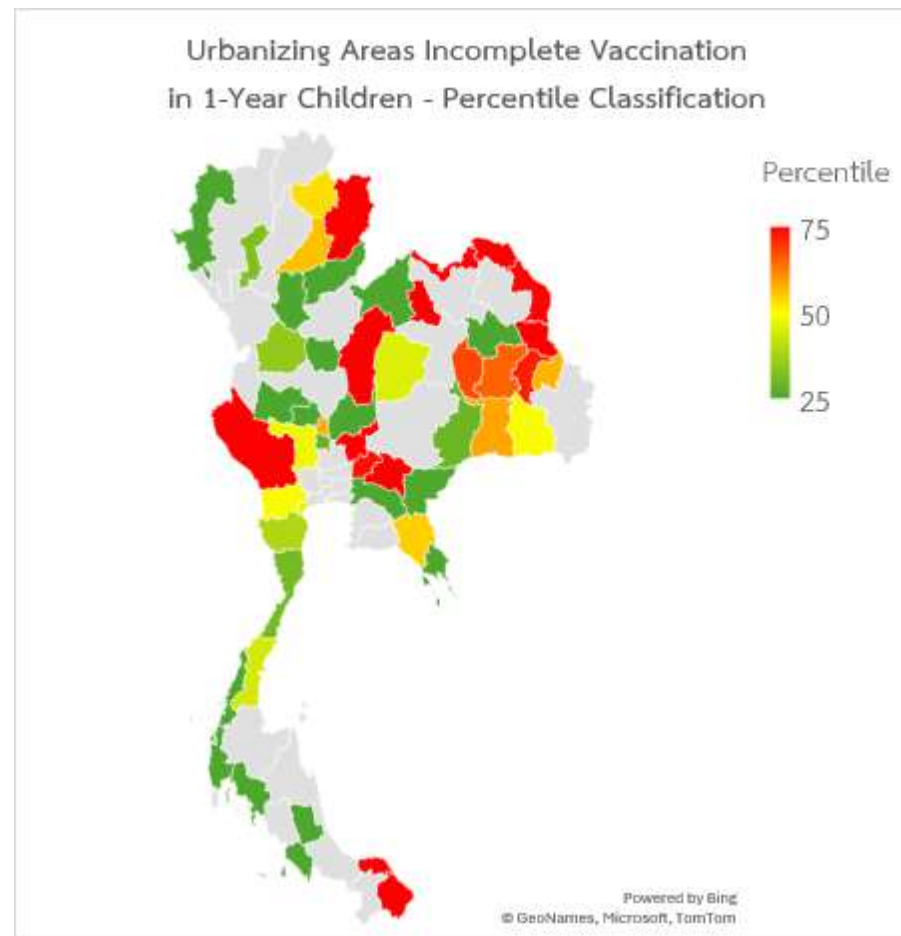 Urbanizing Areas Incomplete Vaccination
in 1-Year Children - Percentile Classification
Percentile
75
50
25
Powered by Bing
© GeoNames, Microsoft, TomTom